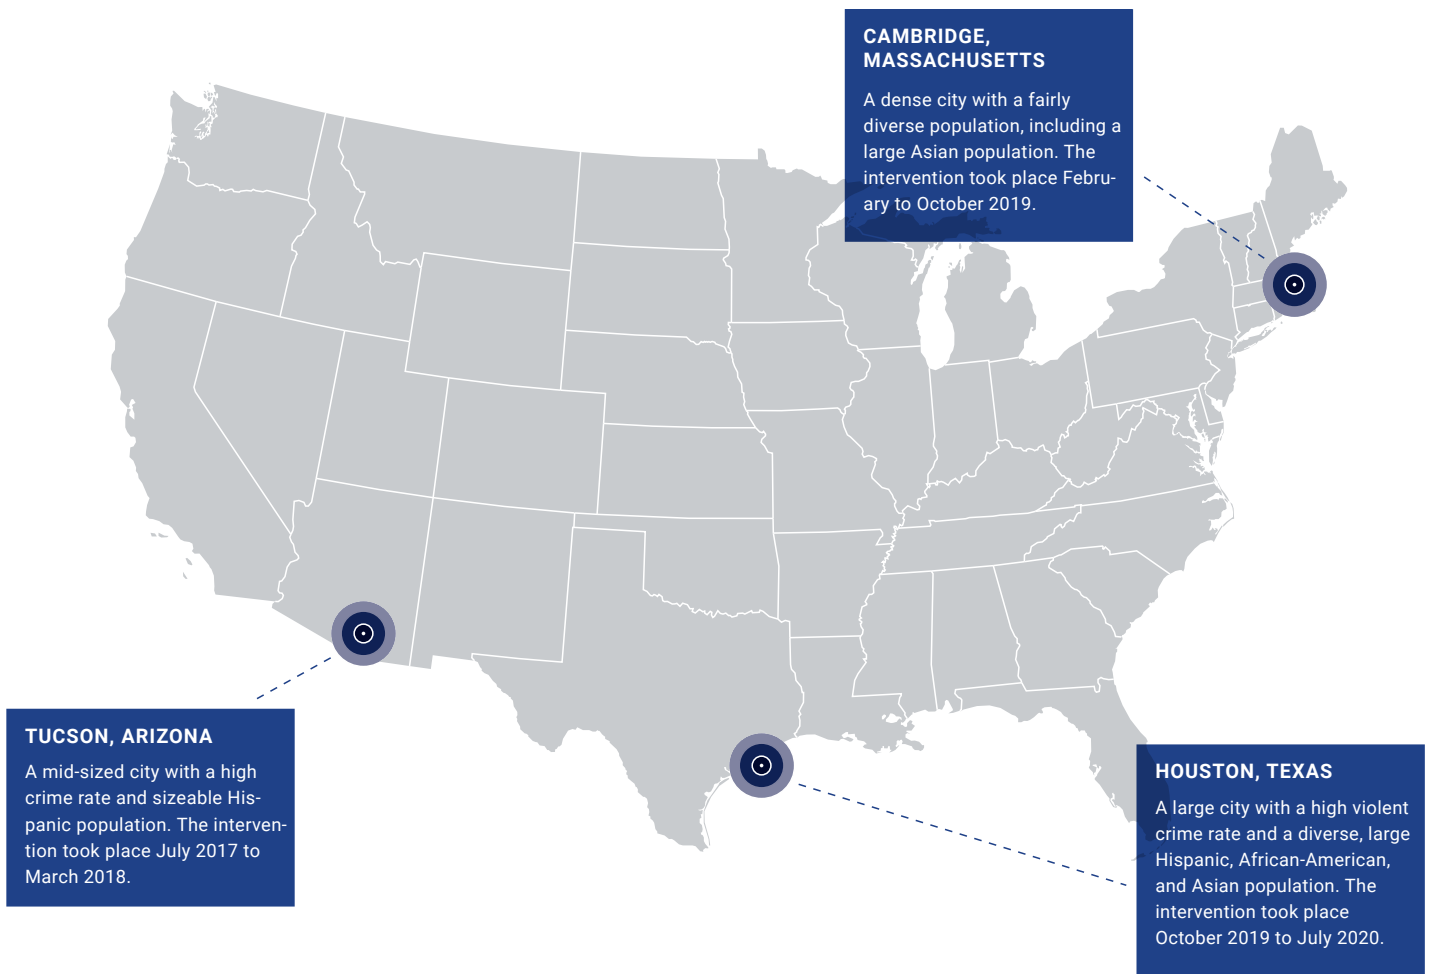 CAMBRIDGE,
MASSACHUSETTS
A dense city with a fairly
diverse population, including a
large Asian population. The
intervention took place Febru-
ary to October 2019.
TUCSON, ARIZONA
A mid-sized city with a high
crime rate and sizeable His-
panic population. The interven-
tion took place July 2017 to
March 2018.
HOUSTON, TEXAS
A large city with a high violent
crime rate and a diverse, large
Hispanic, African-American,
and Asian population. The
intervention took place
October 2019 to July 2020.